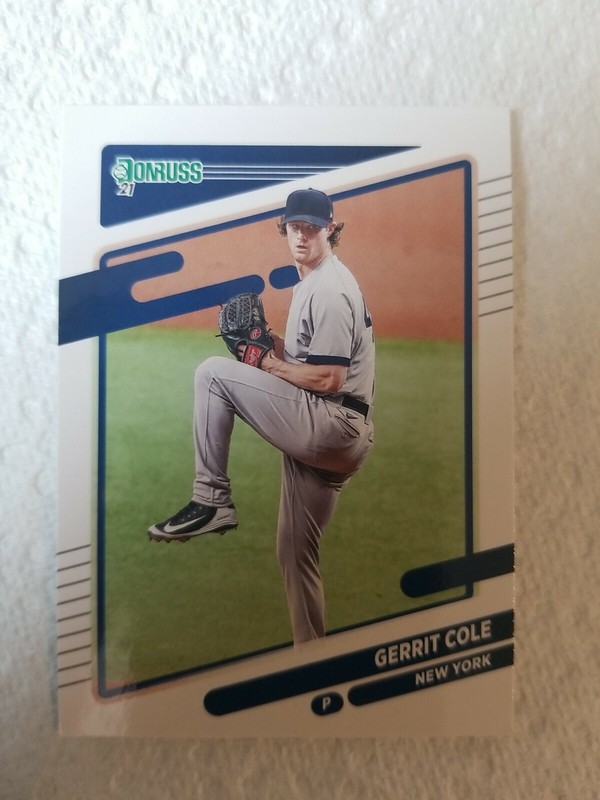 DONRUSS
21
GERRIT COLE
NEW YORK
P